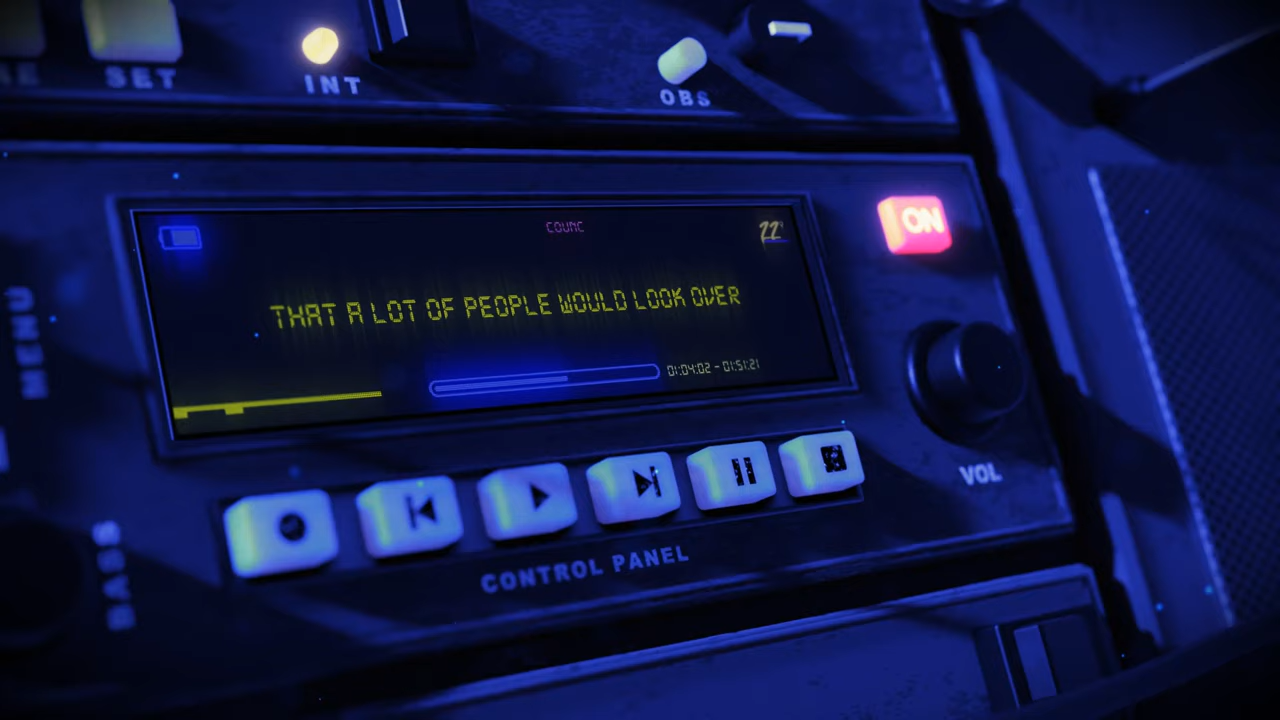 SET
INT
OBS
COUNC
22°
ON
THAT A LOT OF PEOPLE WOULD LOOK OVER
01:04:02 - 01:51:21
MENU
VOL
CONTROL PANEL